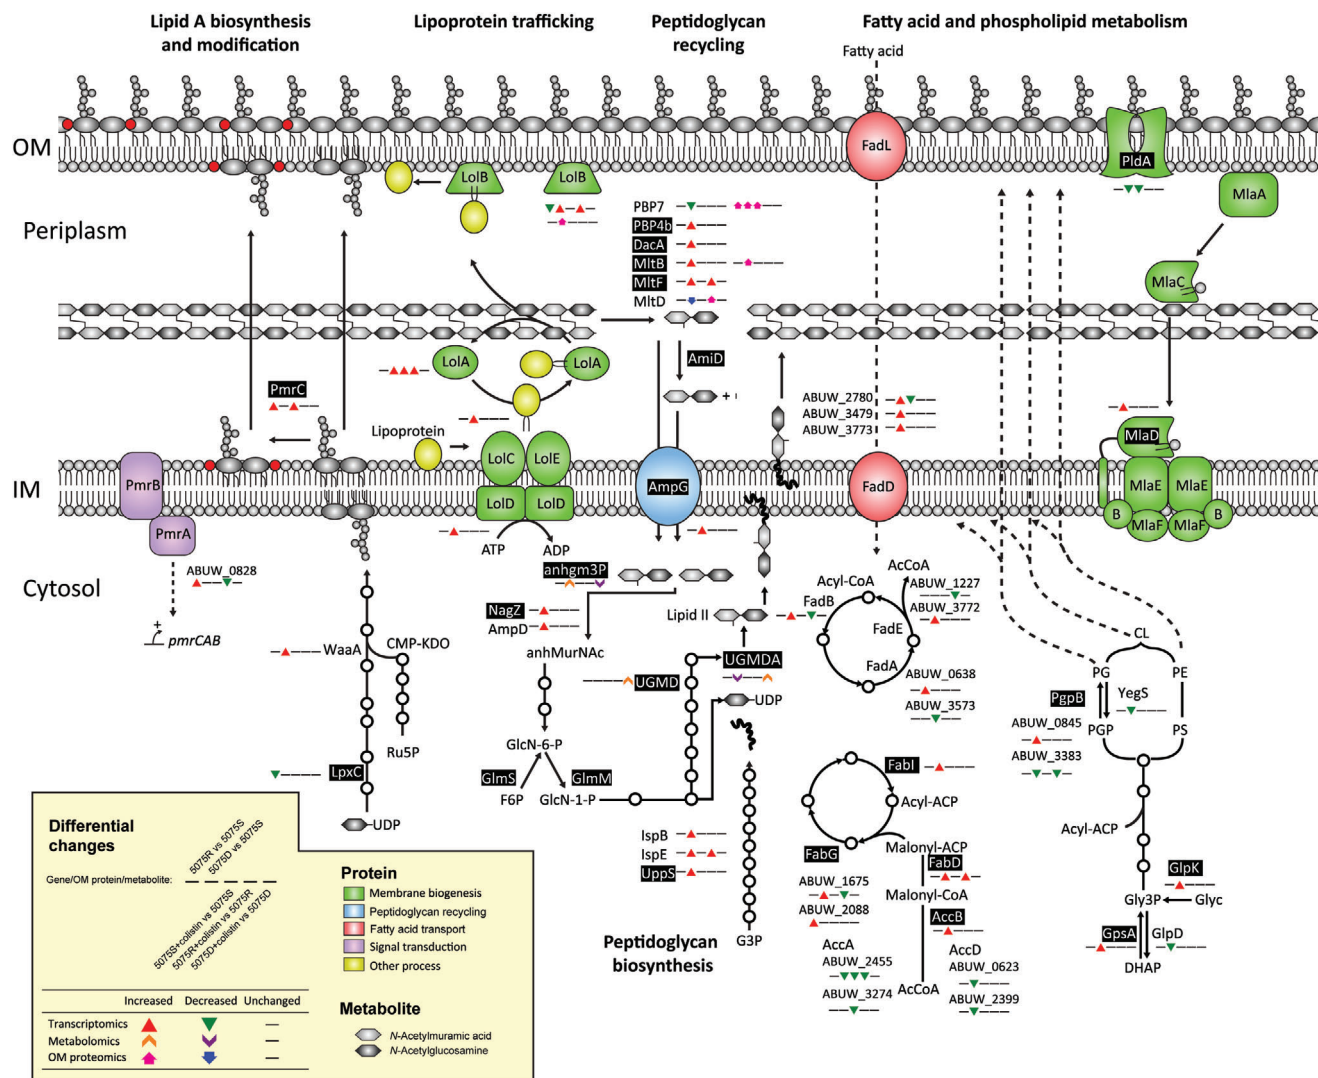 Lipid A biosynthesis
and modification
Lipoprotein trafficking
Peptidoglycan
recycling
Fatty acid and phospholipid metabolism
Fatty acid
OM
FadL
PldA
LolB
LolB
MlaA
Periplasm
PBP7
PBP4b
DacA
MltB
MltF
MltD
MlaC
LolA
LolA
AmiD
PmrC
+
ABUW_2780
ABUW_3479
ABUW_3773
Lipoprotein
MlaD
LolC
LolE
IM
PmrB
AmpG
FadD
MlaE
MlaE
LolD
LolD
B
B
MlaF
MlaF
PmrA
ATP
ADP
Cytosol
ABUW_0828
anhgm3P
AcCoA
Acyl-CoA
ABUW_1227
FadB
NagZ
AmpD
Lipid II
ABUW_3772
FadE
+
pmrCAB
WaaA
CMP-KDO
anhMurNAc
UGMDA
FadA
CL
UGMD
ABUW_0638
PG
PE
UDP
PgpB
YegS
ABUW_3573
ABUW_0845
Ru5P
GlcN-6-P
PGP
PS
ABUW_3383
LpxC
GlmS
GlmM
FabI
F6P
GlcN-1-P
Acyl-ACP
UDP
Acyl-ACP
IspB
IspE
UppS
Malonyl-ACP
FabG
FabD
GlpK
ABUW_1675
Malonyl-CoA
Gly3P
Glyc
ABUW_2088
AccB
G3P
GpsA
GlpD
AccA
AccD
ABUW_2455
ABUW_0623
DHAP
ABUW_3274
AcCoA
ABUW_2399
Peptidoglycan
biosynthesis
Differential
changes
5075R vs 5075S
5075D vs 5075S
Gene/OM protein/metabolite:
5075S+colistin vs 5075S
5075R+colistin vs 5075R
5075D+colistin vs 5075D
Increased Decreased Unchanged
Transcriptomics
Metabolomics
OM proteomics
Protein
Membrane biogenesis
Peptidoglycan recycling
Fatty acid transport
Signal transduction
Other process
Metabolite
N-Acetylmuramic acid
N-Acetylglucosamine